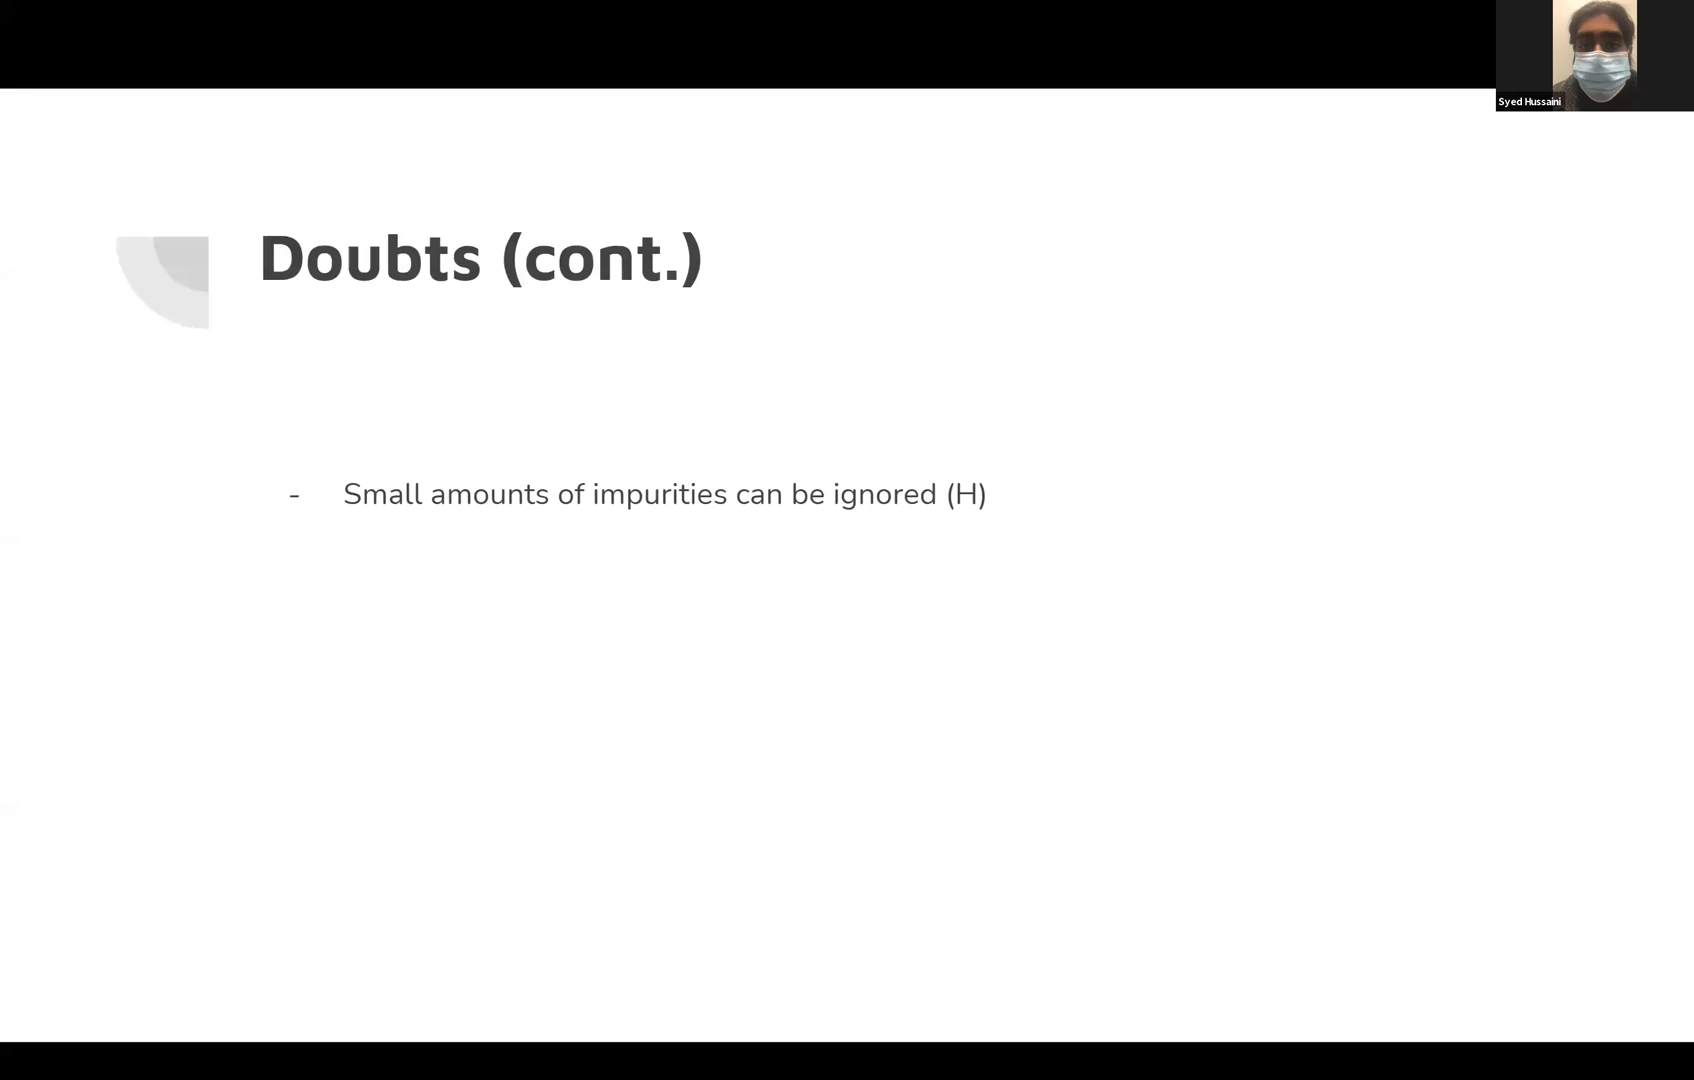 Syed Hussaini
Doubts (cont.)
- Small amounts of impurities can be ignored (H)